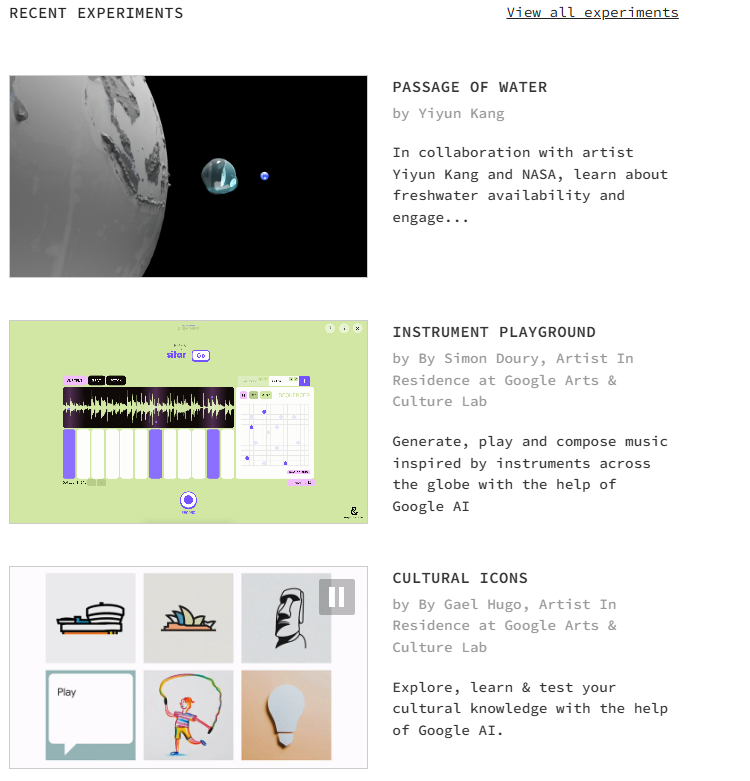 RECENT EXPERIMENTS
View all experiments
PASSAGE OF WATER
by Yiyun Kang
In collaboration with artist
Yiyun Kang and NASA, learn about
freshwater availability and
engage...
sitar Go
INSTRUMENT PLAYGROUND
by By Simon Doury, Artist In
Residence at Google Arts &
Culture Lab
Generate, play and compose music
inspired by instruments across
the globe with the help of
Google AI
&
CULTURAL ICONS
by By Gael Hugo, Artist In
Residence at Google Arts &
Culture Lab
Explore, learn & test your
cultural knowledge with the help
of Google AI.
Play